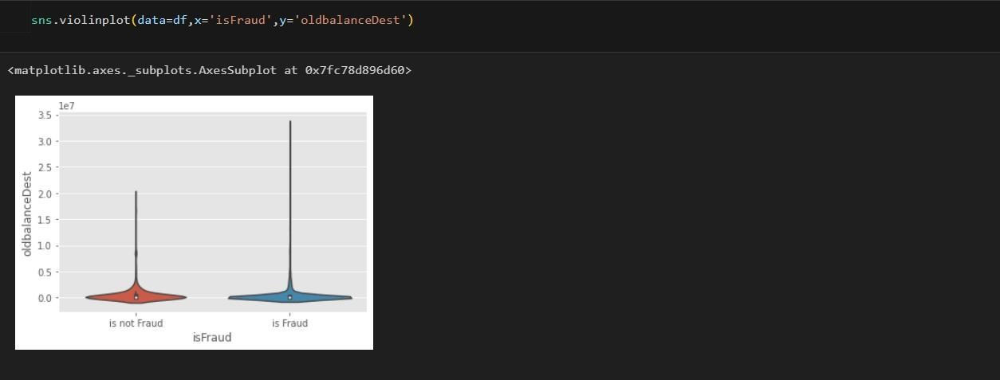 sns.violinplot(data=df,x='isFraud',y='oldbalanceDest')
<matplotlib.axes._subplots.AxesSubplot at 0x7fc78d896d60>
1e7
3.5
3.0
2.5
2.0
1.5
1.0
0.5
0.0
oldbalanceDest
is not Fraud
is Fraud
isFraud